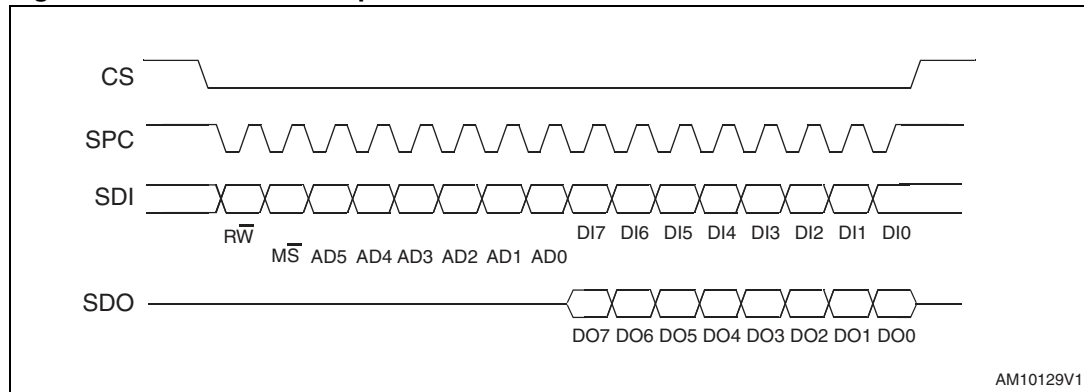 CS
SPC
SDI
DI7 DI6 DI5 DI4 DI3 DI2 DI1 DI0
RW̅
MS̅ AD5 AD4 AD3 AD2 AD1 AD0
SDO
DO7 DO6 DO5 DO4 DO3 DO2 DO1 DO0
AM10129V1